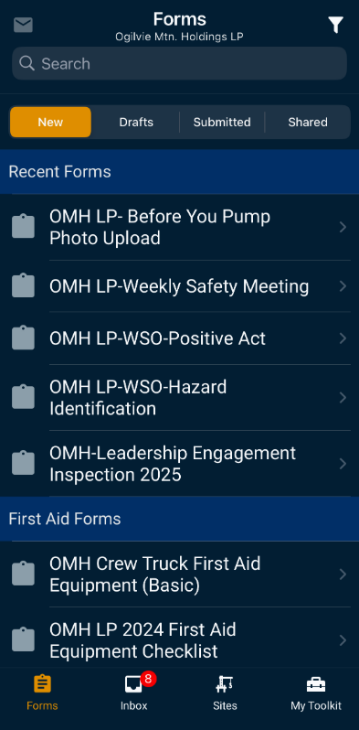 Forms
Ogilvie Mtn. Holdings LP
Search
New
Drafts
Submitted
Shared
Recent Forms
OMH LP- Before You Pump
Photo Upload
OMH LP-Weekly Safety Meeting
OMH LP-WSO-Positive Act
OMH LP-WSO-Hazard
Identification
OMH-Leadership Engagement
Inspection 2025
First Aid Forms
OMH Crew Truck First Aid
Equipment (Basic)
OMH LP 2024 First Aid
Equipment Checklist
8
Forms
Inbox
Sites
My Toolkit